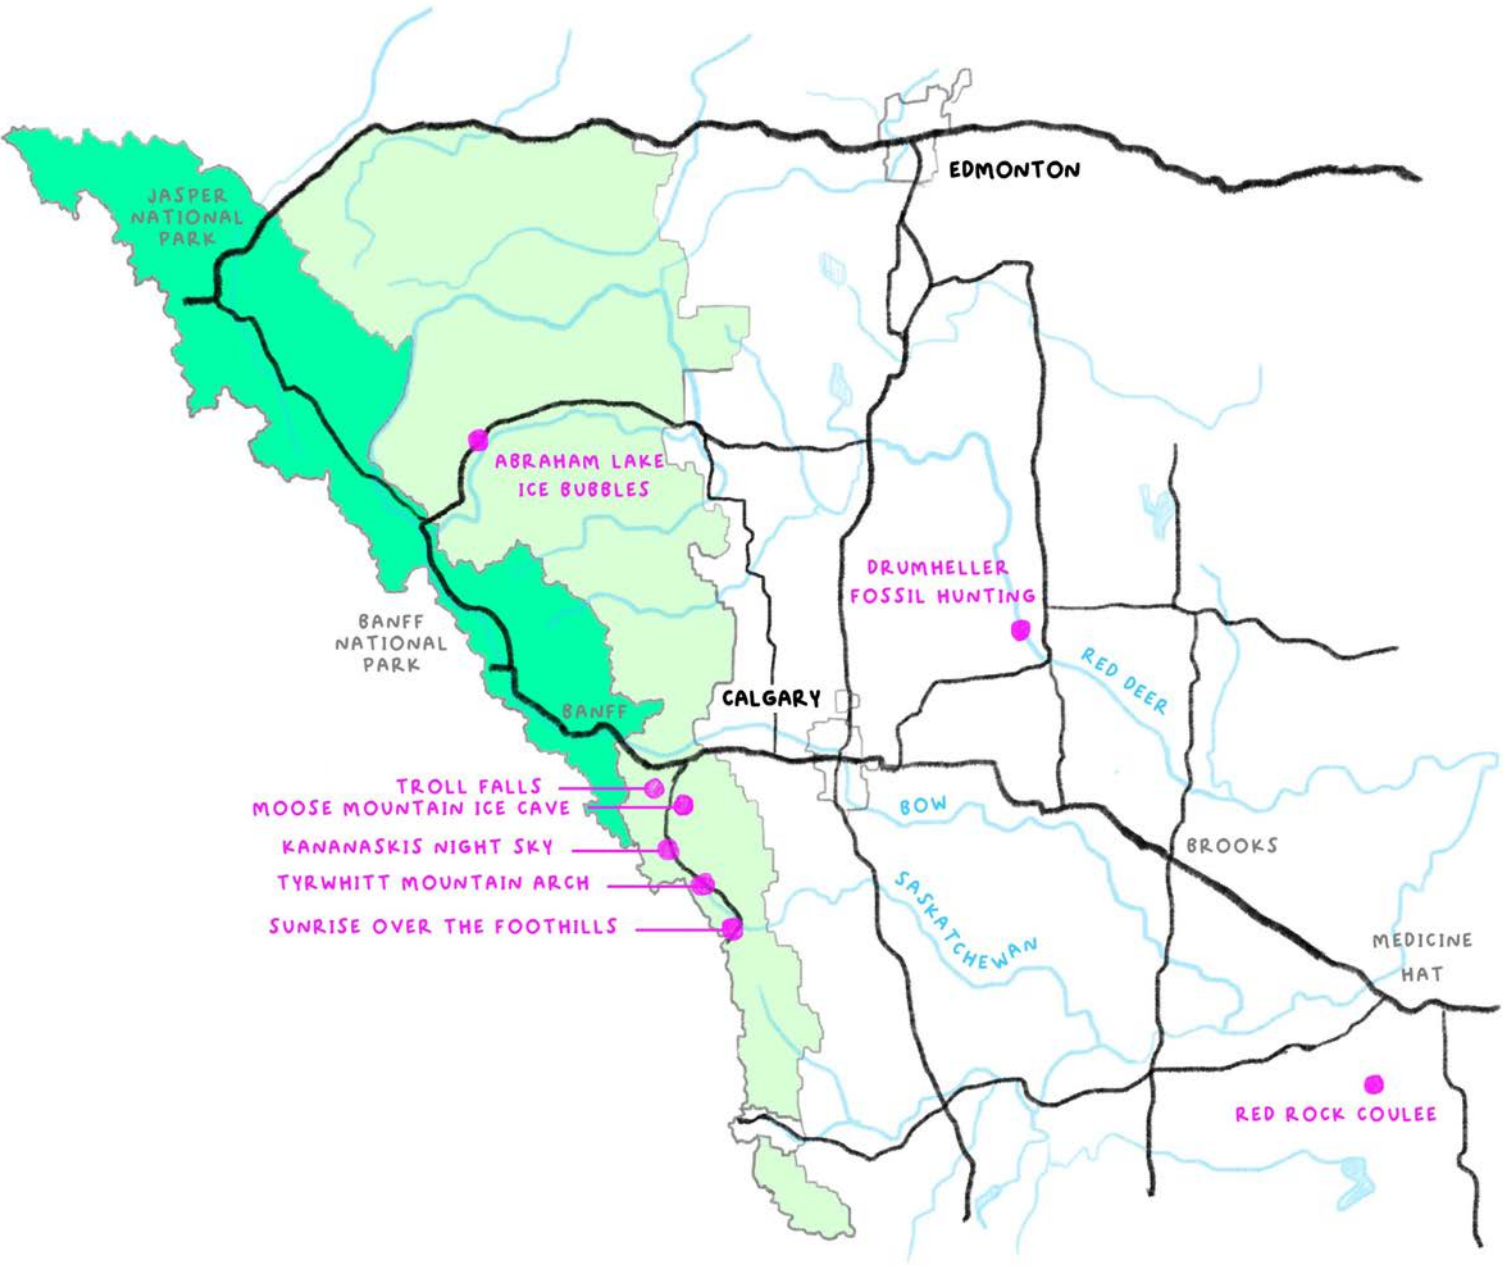 EDMONTON
JASPER
NATIONAL
PARK
ABRAHAM LAKE
ICE BUBBLES
DRUMHELLER
FOSSIL HUNTING
BANFF
NATIONAL
PARK
RED DEER
CALGARY
BANFF
TROLL FALLS
MOOSE MOUNTAIN ICE CAVE
BOW
KANANASKIS NIGHT SKY
BROOKS
TYRWHITT MOUNTAIN ARCH
SASKATCHEWAN
SUNRISE OVER THE FOOTHILLS
MEDICINE
HAT
RED ROCK COULEE